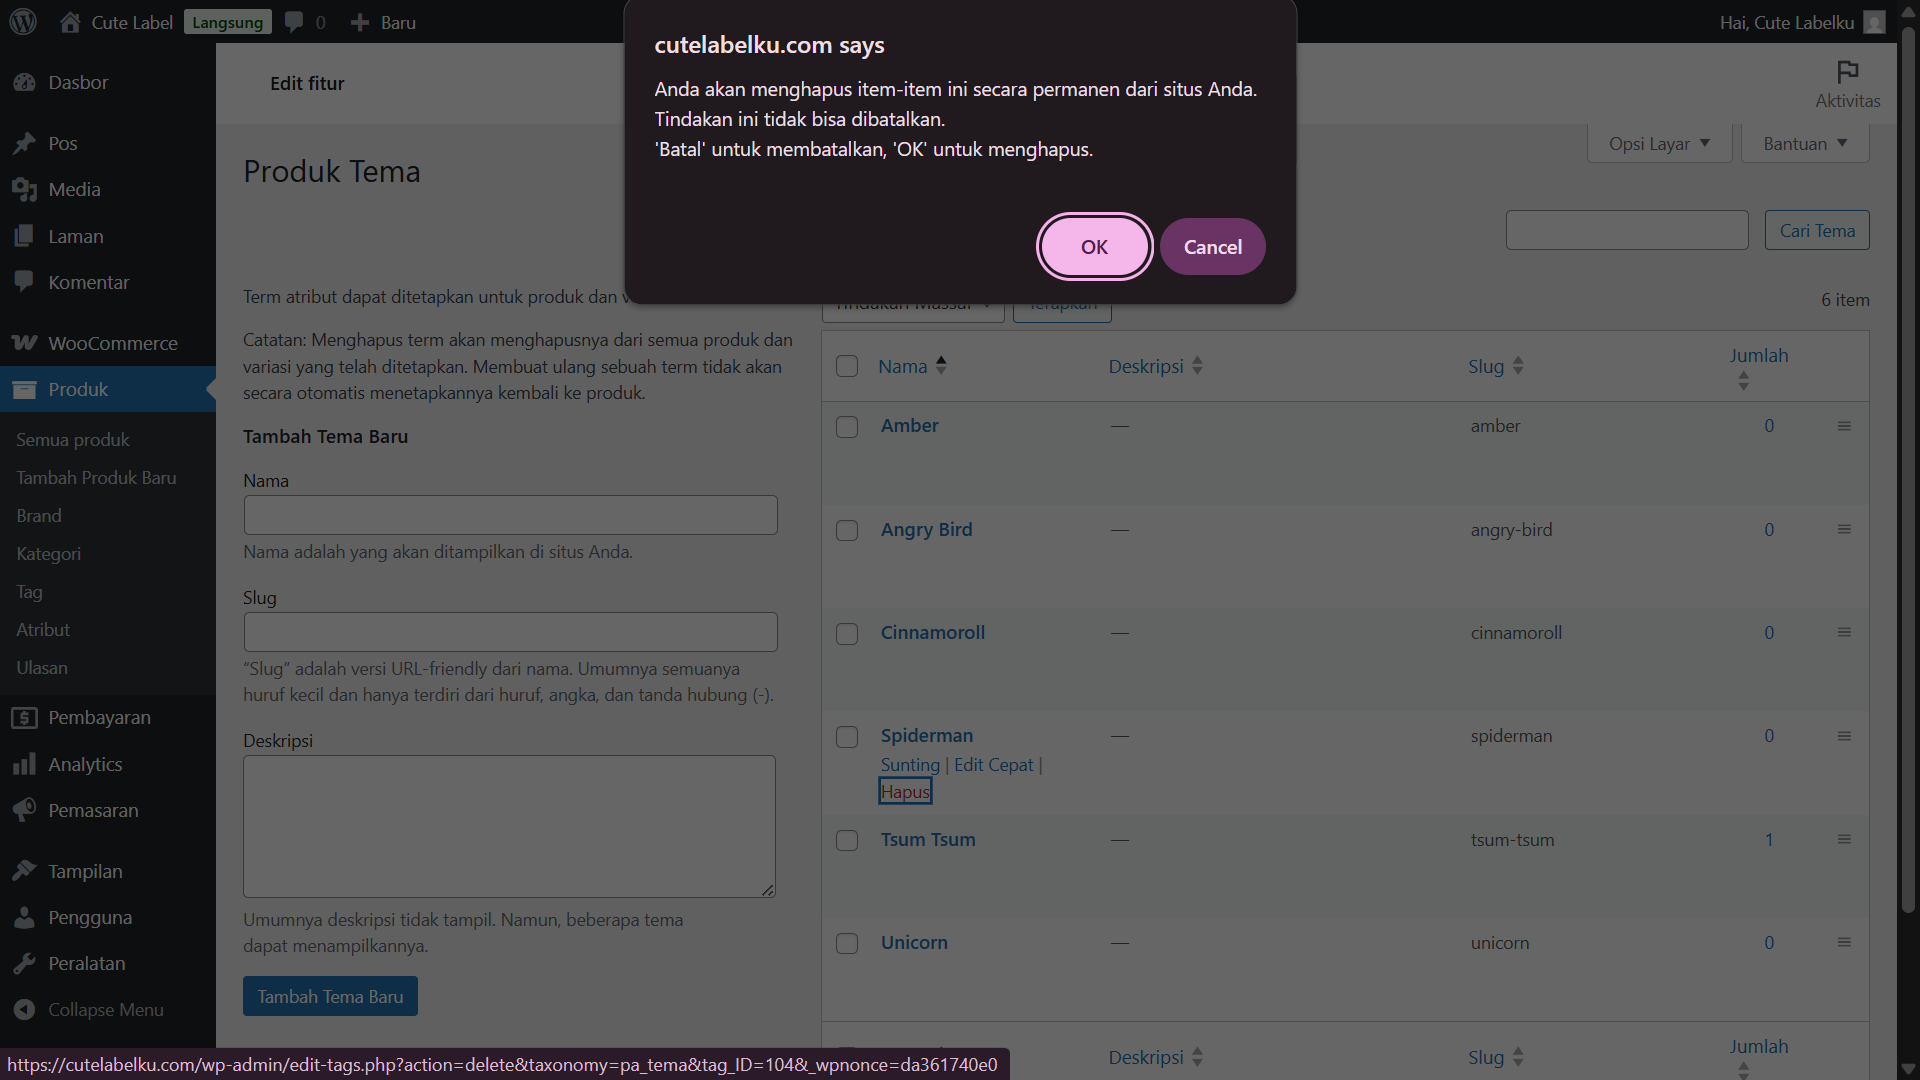 Cute Label
Langsung
0
Baru
Hai, Cute Labelku
cutelabelku.com says
Anda akan menghapus item-item ini secara permanen dari situs Anda.
Tindakan ini tidak bisa dibatalkan.
'Batal' untuk membatalkan, 'OK' untuk menghapus.
OK
Cancel
Dasbor
Pos
Media
Laman
Komentar
WooCommerce
Produk
Semua produk
Tambah Produk Baru
Brand
Kategori
Tag
Atribut
Ulasan
Pembayaran
Analytics
Pemasaran
Tampilan
Pengguna
Peralatan
Collapse Menu
Edit fitur
Aktivitas
Opsi Layar
Bantuan
Produk Tema
Cari Tema
Term atribut dapat ditetapkan untuk produk dan
Catatan: Menghapus term akan menghapusnya dari semua produk dan
variasi yang telah ditetapkan. Membuat ulang sebuah term tidak akan
secara otomatis menetapkannya kembali ke produk.
Tambah Tema Baru
Nama
Nama adalah yang akan ditampilkan di situs Anda.
Slug
“Slug” adalah versi URL-friendly dari nama. Umumnya semuanya
huruf kecil dan hanya terdiri dari huruf, angka, dan tanda hubung (-).
Deskripsi
Umumnya deskripsi tidak tampil. Namun, beberapa tema
dapat menampilkannya.
Tambah Tema Baru
Tindakan Massal
Terapkan
6 item
Nama Deskripsi Slug Jumlah
Amber — amber 0
Angry Bird — angry-bird 0
Cinnamoroll — cinnamoroll 0
Spiderman — spiderman 0
Sunting | Edit Cepat |
Hapus
Tsum Tsum — tsum-tsum 1
Unicorn — unicorn 0
Deskripsi Slug Jumlah
https://cutelabelku.com/wp-admin/edit-tags.php?action=delete&taxonomy=pa_tema&tag_ID=104&_wpnonce=da361740e0